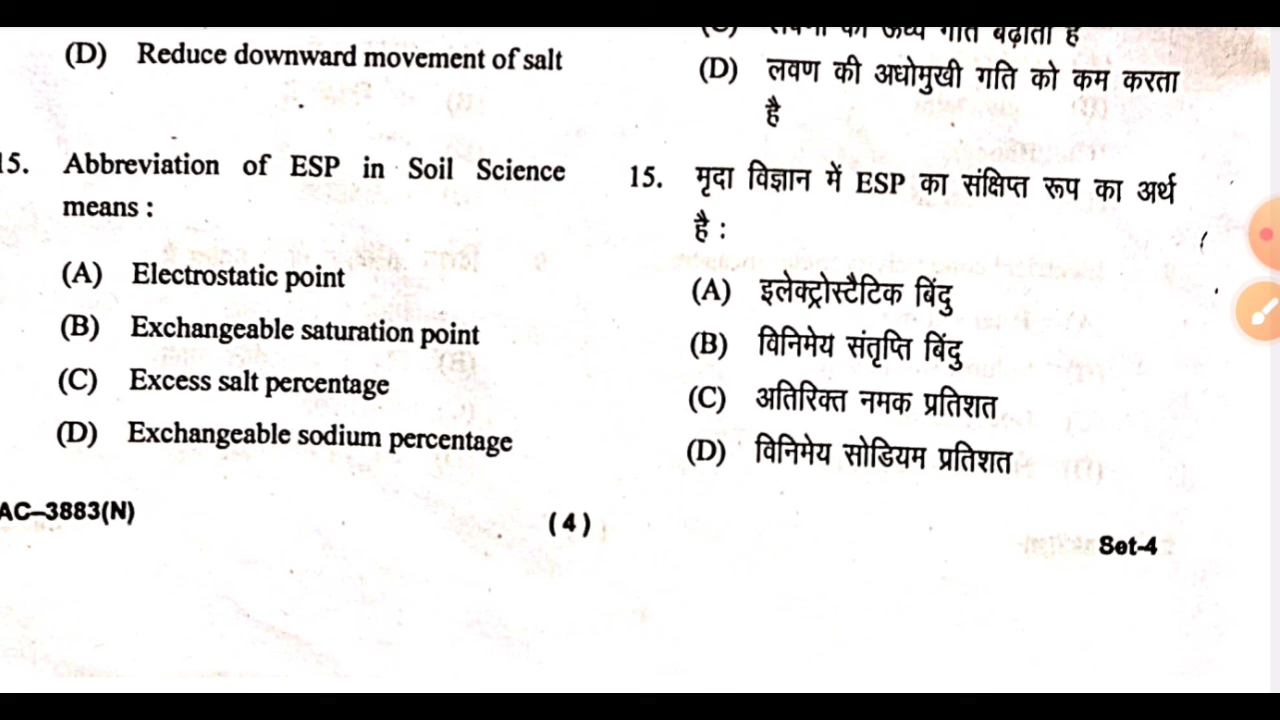 (D) Reduce downward movement of salt
15. Abbreviation of ESP in Soil Science
means :
(A) Electrostatic point
(B) Exchangeable saturation point
(C) Excess salt percentage
(D) Exchangeable sodium percentage
AC–3883(N)
(4)
(D) लवण की अधोमुखी गति को कम करता
है
15. मृदा विज्ञान में ESP का संक्षिप्त रूप का अर्थ
है :
(A) इलेक्ट्रोस्टैटिक बिंदु
(B) विनिमेय संतृप्ति बिंदु
(C) अतिरिक्त नमक प्रतिशत
(D) विनिमेय सोडियम प्रतिशत
Set-4